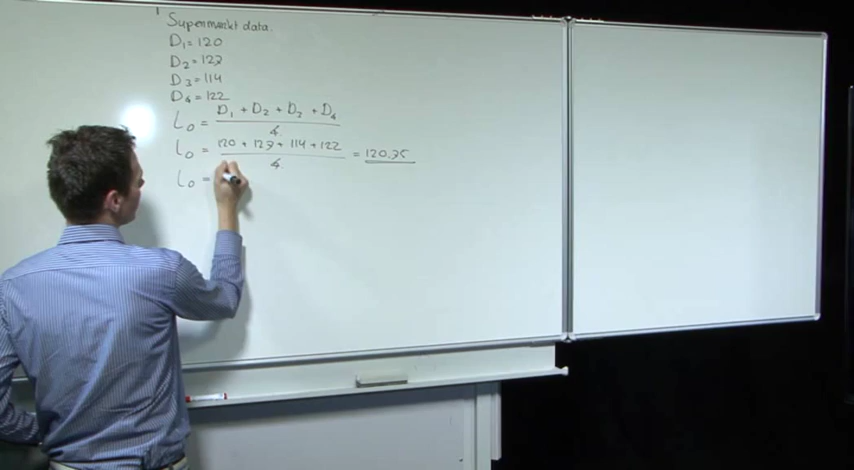 Supermarkt data.
D₁ = 120
D₂ = 127
D₃ = 114
D₄ = 122
L₀ = D₁ + D₂ + D₃ + D₄ / 4
L₀ = 120 + 127 + 114 + 122 / 4 = 120.75
L₀ =